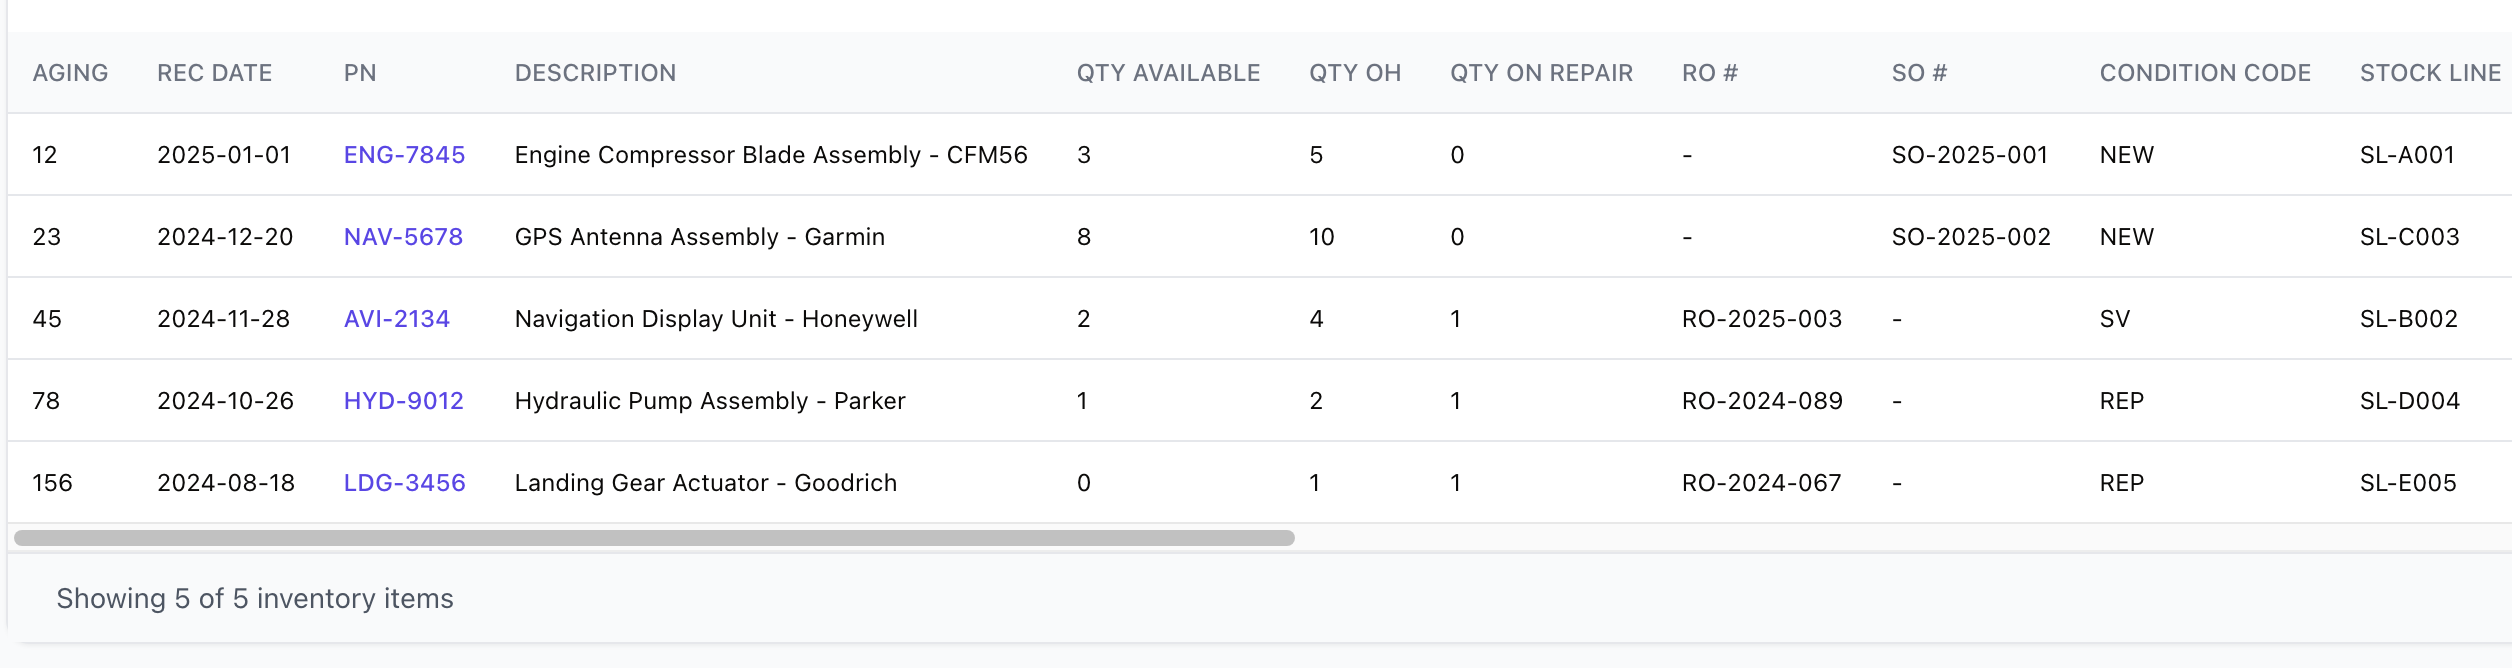 AGING REC DATE PN DESCRIPTION QTY AVAILABLE QTY OH QTY ON REPAIR RO # SO # CONDITION CODE STOCK LINE
12 2025-01-01 ENG-7845 Engine Compressor Blade Assembly - CFM56 3 5 0 - SO-2025-001 NEW SL-A001
23 2024-12-20 NAV-5678 GPS Antenna Assembly - Garmin 8 10 0 - SO-2025-002 NEW SL-C003
45 2024-11-28 AVI-2134 Navigation Display Unit - Honeywell 2 4 1 RO-2025-003 - SV SL-B002
78 2024-10-26 HYD-9012 Hydraulic Pump Assembly - Parker 1 2 1 RO-2024-089 - REP SL-D004
156 2024-08-18 LDG-3456 Landing Gear Actuator - Goodrich 0 1 1 RO-2024-067 - REP SL-E005
Showing 5 of 5 inventory items